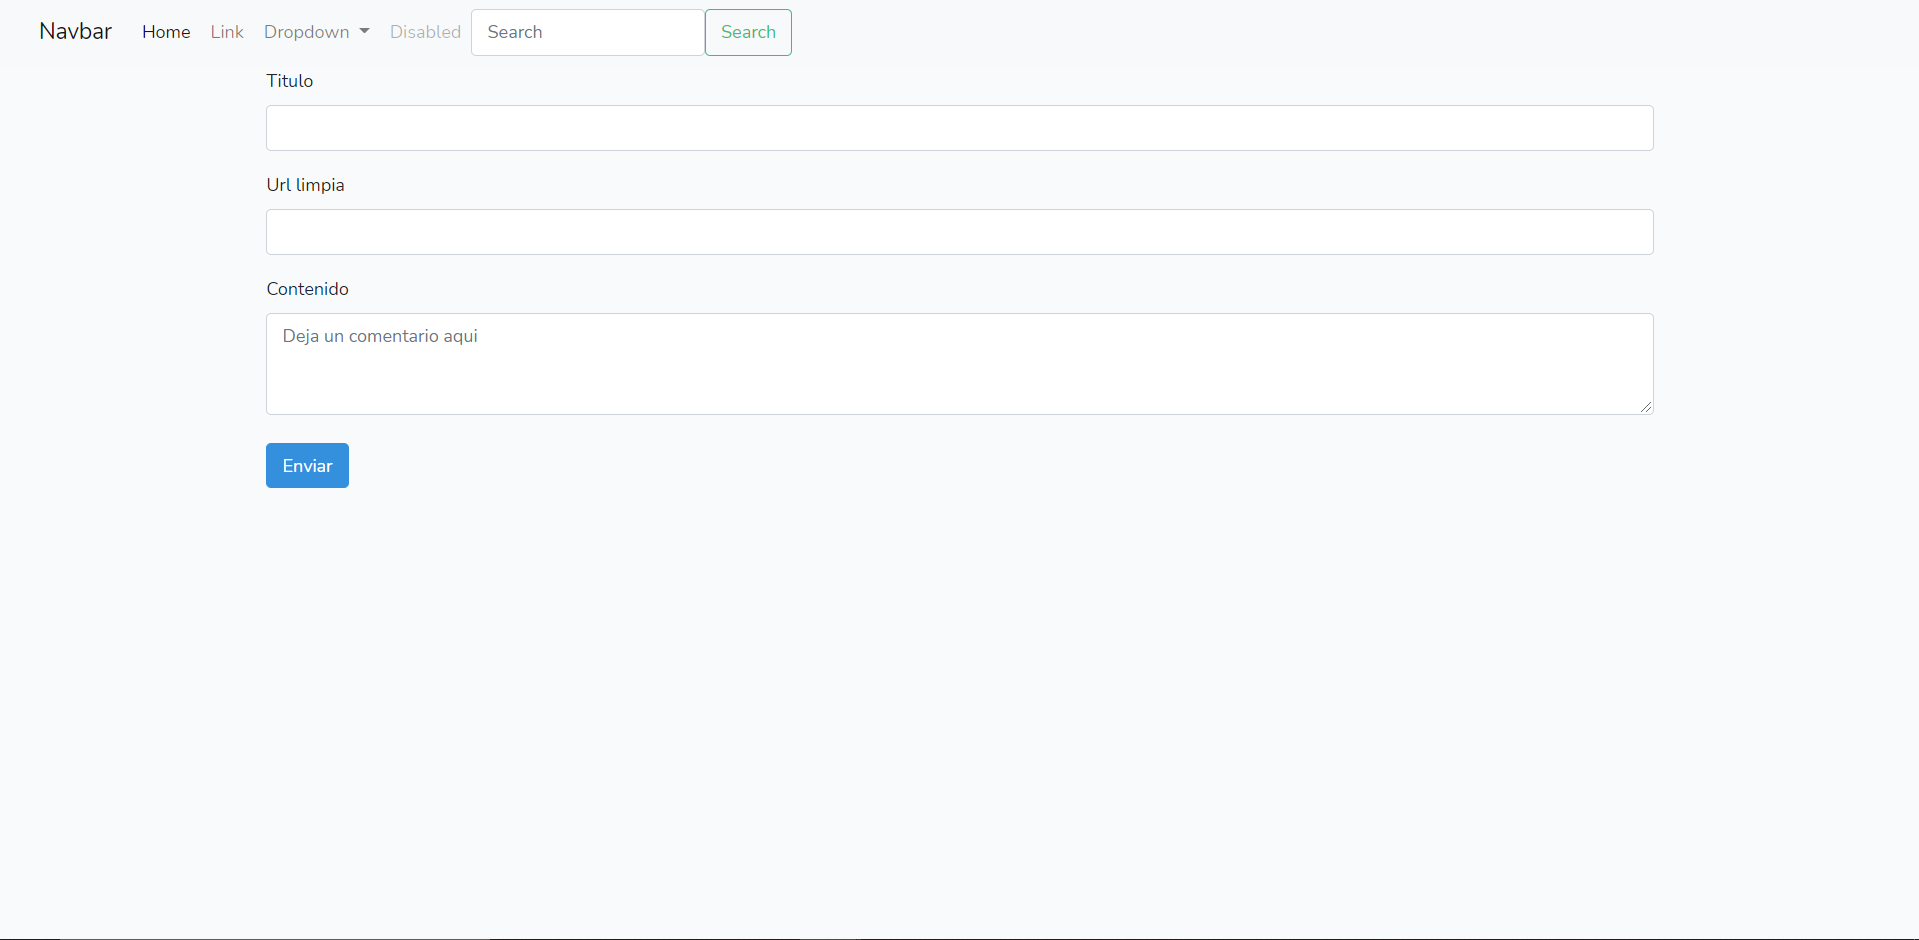 Navbar Home Link Dropdown Disabled Search Search
Titulo
Url limpia
Contenido
Deja un comentario aqui
Enviar